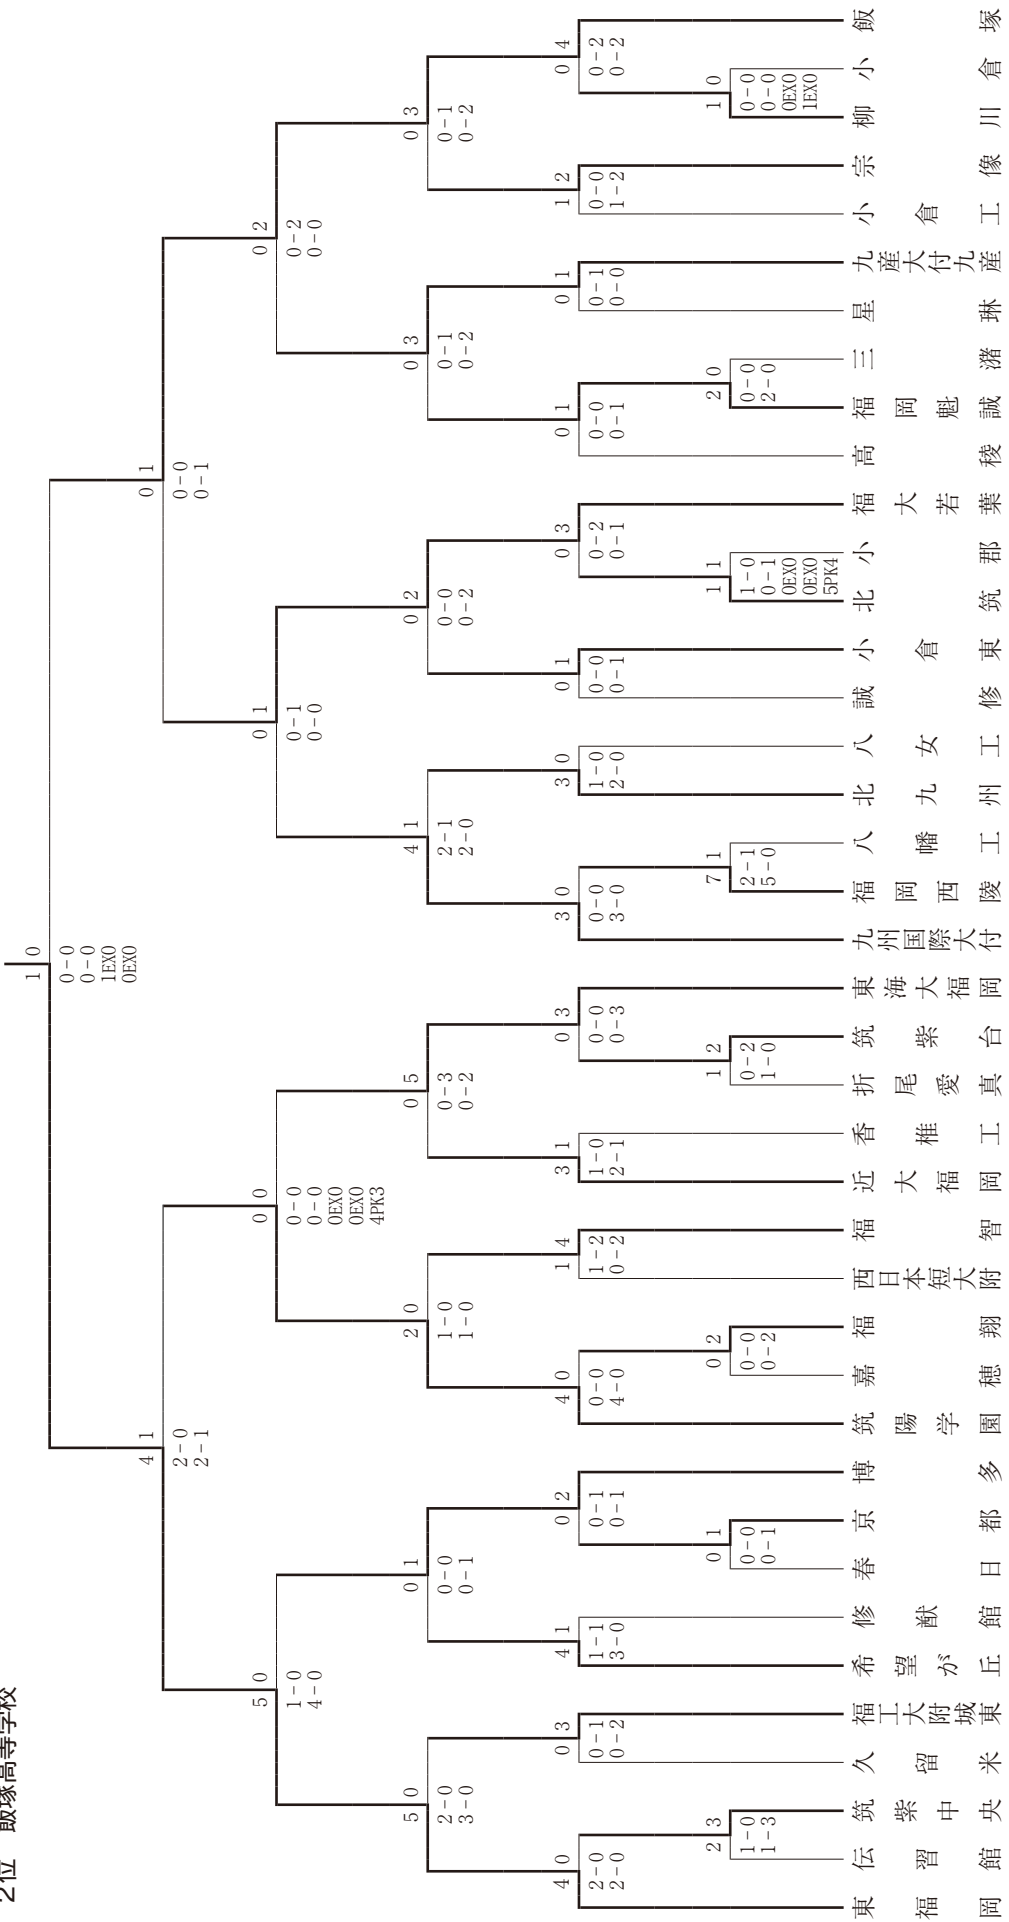 2位 飯塚高等学校
1 0
0-0
0-0
1EX0
0EX0
4 1
2-0
2-1
0 1
0-0
0-1
5 0
1-0
4-0
0 0
0-0
0-0
0EX0
0EX0
4PK3
0 1
0-1
0-0
0 2
0-2
0-0
5 0
2-0
3-0
0 1
0-0
0-1
2 0
1-0
1-0
0 5
0-3
0-2
4 1
2-1
2-0
0 2
0-0
0-2
0 3
0-1
0-2
0 3
0-1
0-2
4 0
2-0
2-0
0 3
0-1
0-2
4 1
1-1
3-0
0 2
0-1
0-1
4 0
0-0
4-0
1 4
1-2
0-2
3 1
1-0
2-1
0 3
0-0
0-3
3 0
0-0
3-0
3 0
1-0
2-0
0 1
0-0
0-1
0 3
0-2
0-1
0 1
0-0
0-1
0 1
0-1
0-0
1 2
0-0
1-2
0 4
0-2
0-2
2 3
1-0
1-3
0 1
0-0
0-1
0 2
0-0
0-2
1 2
0-2
1-0
7 1
2-1
5-0
1 1
1-0
0-1
0EX0
0EX0
5PK4
2 0
0-0
2-0
1 0
0-0
0-0
0EX0
1EX0
東福岡
伝習館
筑紫中央
久留米
福工大附城東
希望が丘
修猷館
春日
京都
博多
筑陽学園
嘉穂
福翔
西日本短大附
福智
近大福岡
香椎工
折尾愛真
筑紫台
東海大福岡
九州国際大付
福岡西陵
八幡工
北九州
八女工
誠修
小倉東
北筑
小郡
福大若葉
高稜
福岡魁誠
三潴
星琳
九産大付九産
小倉工
宗像
柳川
小倉
飯塚